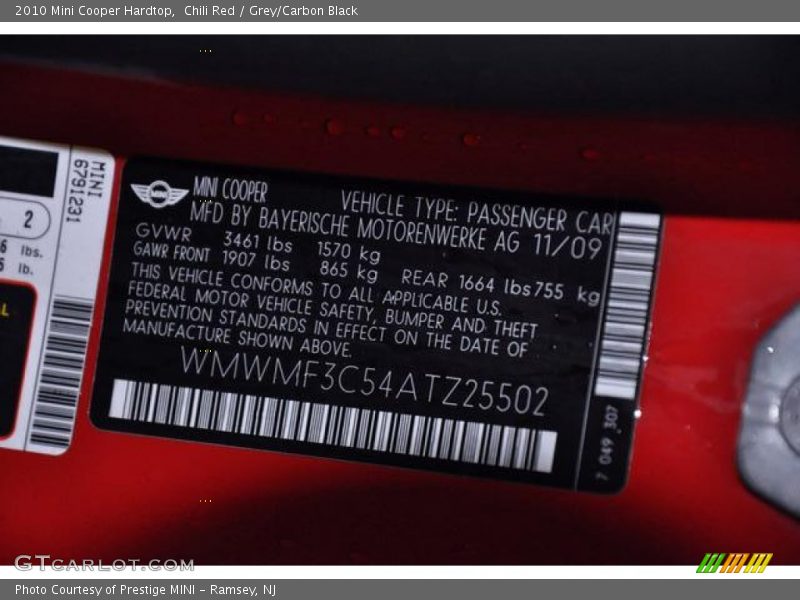 2010 Mini Cooper Hardtop,  Chili Red / Grey/Carbon Black
MINI
6791231
2
lbs.
lb.
MINI
MINI COOPER
VEHICLE TYPE: PASSENGER CAR
MFD BY BAYERISCHE MOTORENWERKE AG 11/09
GVWR 3461 lbs 1570 kg
GAWR FRONT 1907 lbs 865 kg REAR 1664 lbs 755 kg
THIS VEHICLE CONFORMS TO ALL APPLICABLE U.S.
FEDERAL MOTOR VEHICLE SAFETY, BUMPER AND THEFT
PREVENTION STANDARDS IN EFFECT ON THE DATE OF
MANUFACTURE SHOWN ABOVE.
WMWMF3C54ATZ25502
7 049 307
GTCARLOT.COM
Photo Courtesy of Prestige MINI – Ramsey, NJ